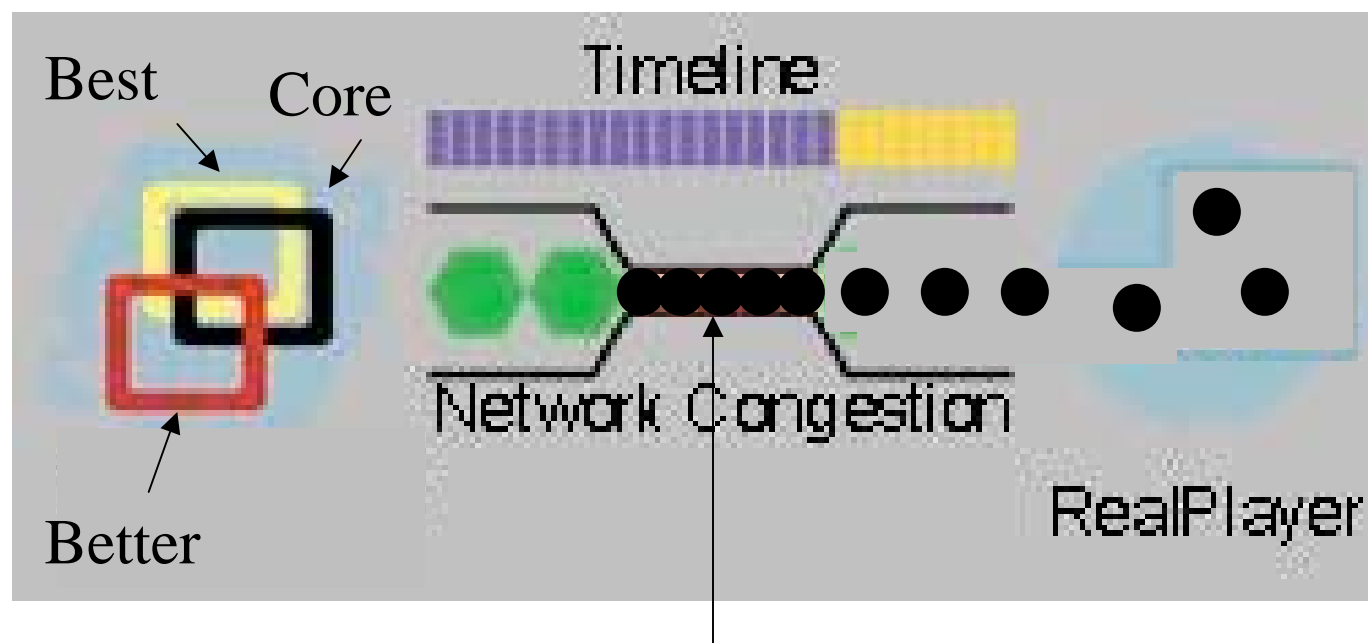 Timeline
Best
Core
Network Congestion
RealPlayer
Better